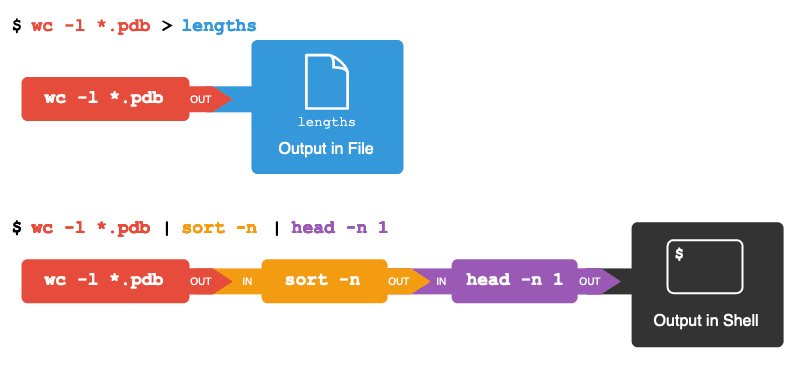 $ wc -l *.pdb > lengths
wc -l *.pdb OUT
lengths
Output in File
$ wc -l *.pdb | sort -n | head -n 1
wc -l *.pdb OUT IN sort -n OUT IN head -n 1 OUT
$
Output in Shell